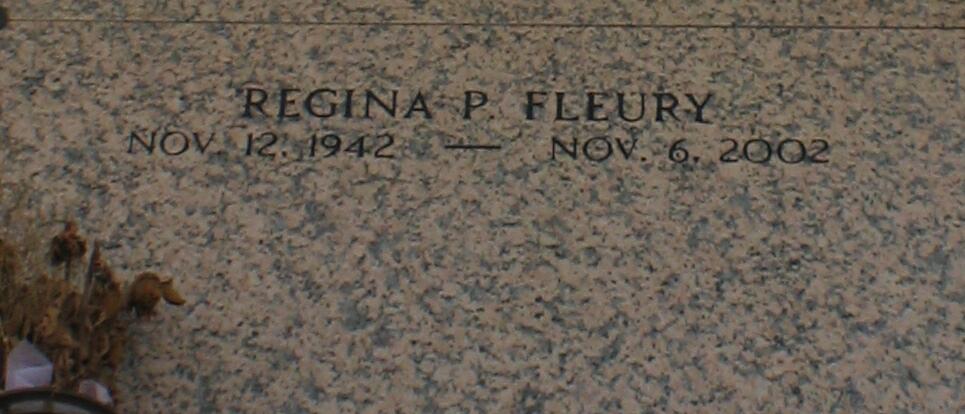 REGINA P. FLEURY
NOV. 12, 1942 — NOV. 6, 2002